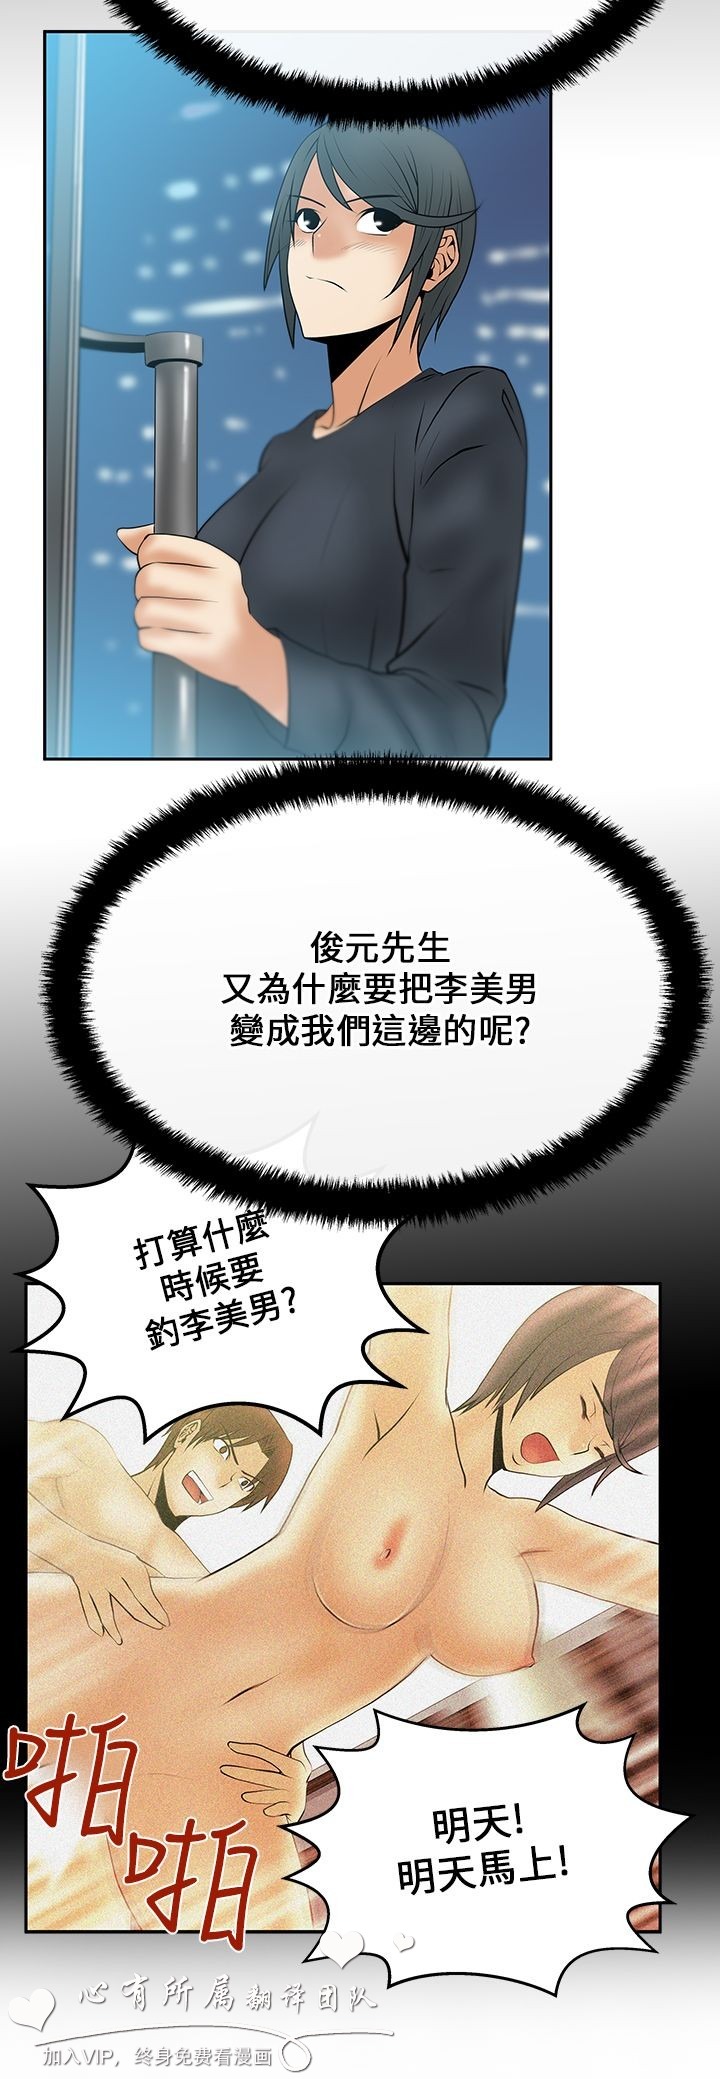 俊元先生
又為什麼要把李美男
變成我們這邊的呢?
打算什麼
時候要
釣李美男?
啪
啪
明天!
明天馬上!
心有所属翻译团队
加入VIP，终身免费看漫画